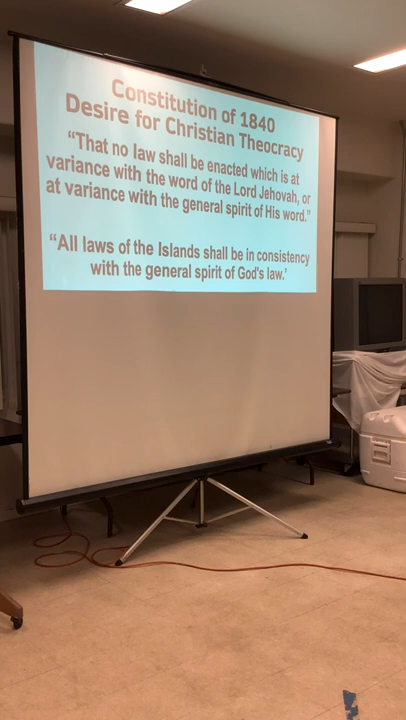 Constitution of 1840
Desire for Christian Theocracy
“That no law shall be enacted which is at
variance with the word of the Lord Jehovah, or
at variance with the general spirit of His word."
“All laws of the Islands shall be in consistency
with the general spirit of God's law.'